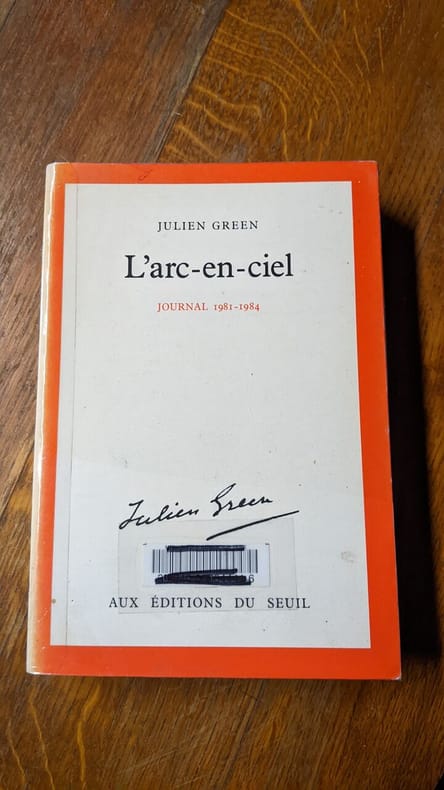 JULIEN GREEN
L'arc-en-ciel
JOURNAL 1981-1984
Julien Green
AUX ÉDITIONS DU SEUIL